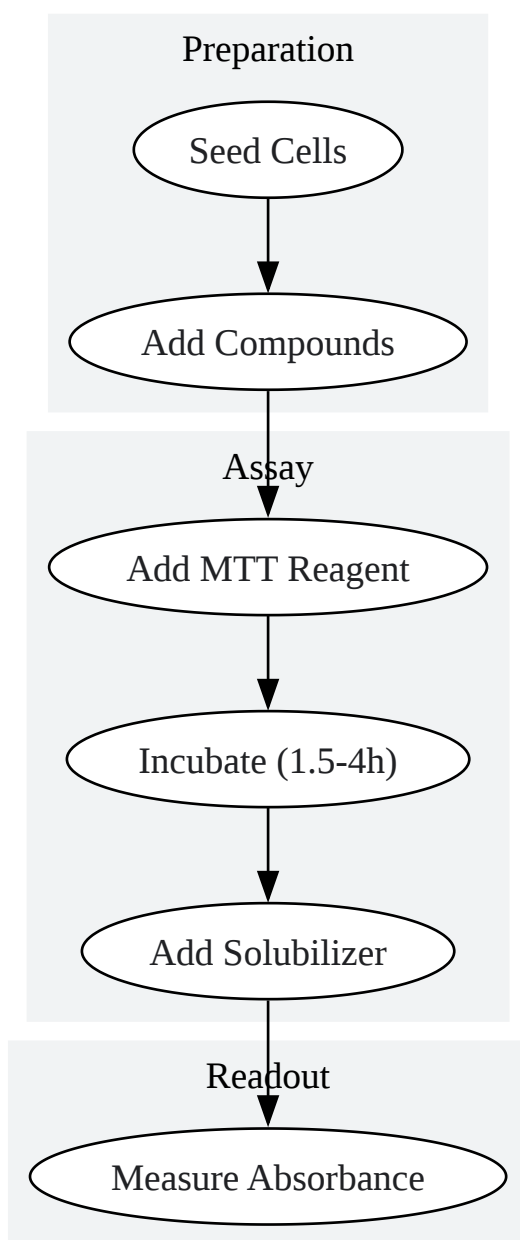 Preparation
Seed Cells
Add Compounds
Assay
Add MTT Reagent
Incubate (1.5-4h)
Add Solubilizer
Readout
Measure Absorbance